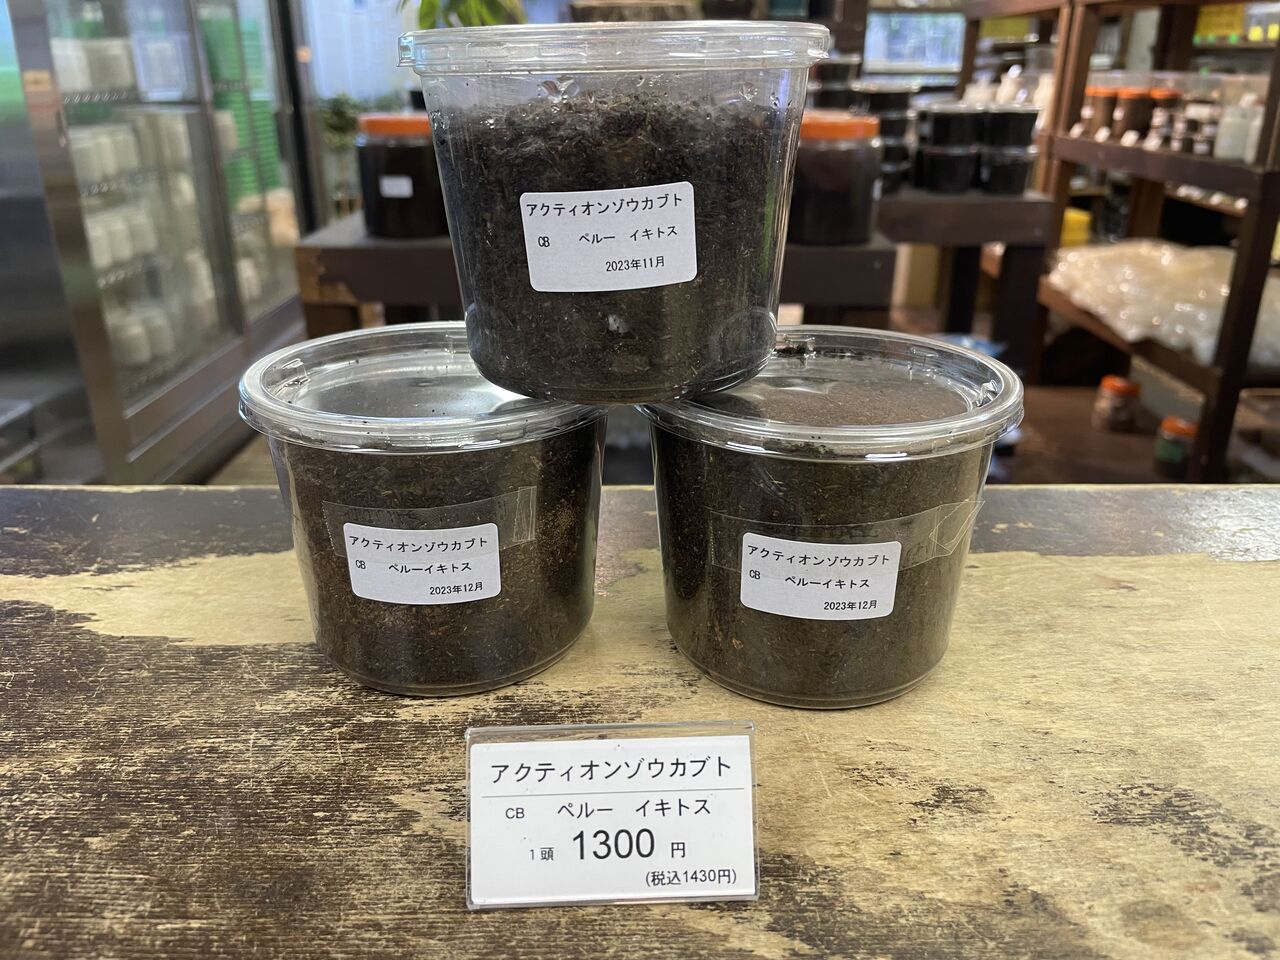 アクティオンゾウカブト
CB　ペルー　イキトス
2023年11月
アクティオンゾウカブト
CB　ペルーイキトス
2023年12月
アクティオンゾウカブト
CB　ペルーイキトス
2023年12月
アクティオンゾウカブト
CB　ペルー　イキトス
1頭 1300 円
(税込1430円)